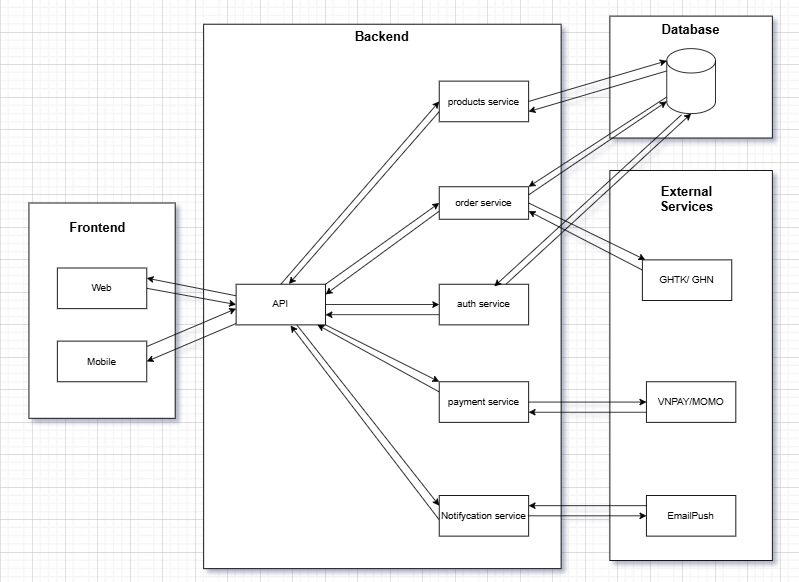 Backend
Database
products service
External
Services
order service
Frontend
GHTK/ GHN
Web
API
auth service
Mobile
payment service
VNPAY/MOMO
Notifycation service
EmailPush